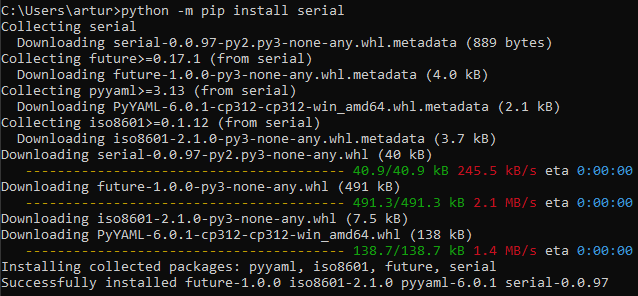 C:\Users\artur>python -m pip install serial
Collecting serial
  Downloading serial-0.0.97-py2.py3-none-any.whl.metadata (889 bytes)
Collecting future>=0.17.1 (from serial)
  Downloading future-1.0.0-py3-none-any.whl.metadata (4.0 kB)
Collecting pyyaml>=3.13 (from serial)
  Downloading PyYAML-6.0.1-cp312-cp312-win_amd64.whl.metadata (2.1 kB)
Collecting iso8601>=0.1.12 (from serial)
  Downloading iso8601-2.1.0-py3-none-any.whl.metadata (3.7 kB)
Downloading serial-0.0.97-py2.py3-none-any.whl (40 kB)
   ---------------------------------------- 40.9/40.9 kB 245.5 kB/s eta 0:00:00
Downloading future-1.0.0-py3-none-any.whl (491 kB)
   ---------------------------------------- 491.3/491.3 kB 2.1 MB/s eta 0:00:00
Downloading iso8601-2.1.0-py3-none-any.whl (7.5 kB)
Downloading PyYAML-6.0.1-cp312-cp312-win_amd64.whl (138 kB)
   ---------------------------------------- 138.7/138.7 kB 1.4 MB/s eta 0:00:00
Installing collected packages: pyyaml, iso8601, future, serial
Successfully installed future-1.0.0 iso8601-2.1.0 pyyaml-6.0.1 serial-0.0.97